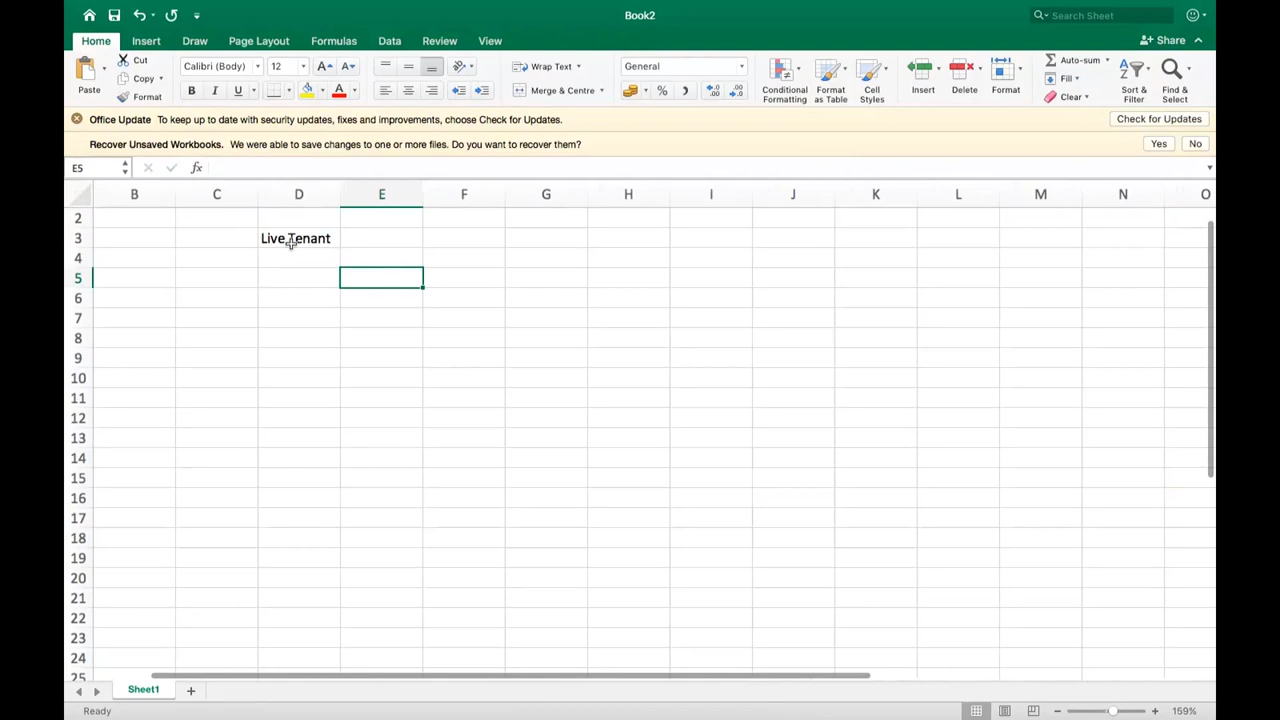 Book2
Search Sheet
Home Insert Draw Page Layout Formulas Data Review View
Share
Paste
Cut
Copy
Format
Calibri (Body) 12
A A
B I U A
Wrap Text
Merge & Centre
General
%
Conditional
Formatting
Format
as Table
Cell
Styles
Insert
Delete
Format
Auto-sum
Fill
Clear
Sort &
Filter
Find &
Select
Office Update To keep up to date with security updates, fixes and improvements, choose Check for Updates.
Check for Updates
Recover Unsaved Workbooks. We were able to save changes to one or more files. Do you want to recover them?
Yes No
E5 fx
B C D E F G H I J K L M N O
2
3 Live Tenant
4
5
6
7
8
9
10
11
12
13
14
15
16
17
18
19
20
21
22
23
24
25
Sheet1
Ready
159%